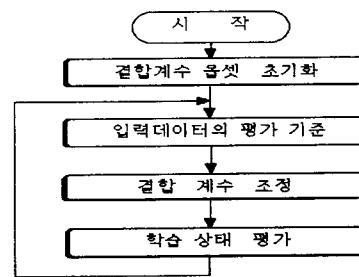 시 작
결합계수 옵셋 초기화
입력데이터의 평가 기준
결합 계수 조정
학습 상태 평가